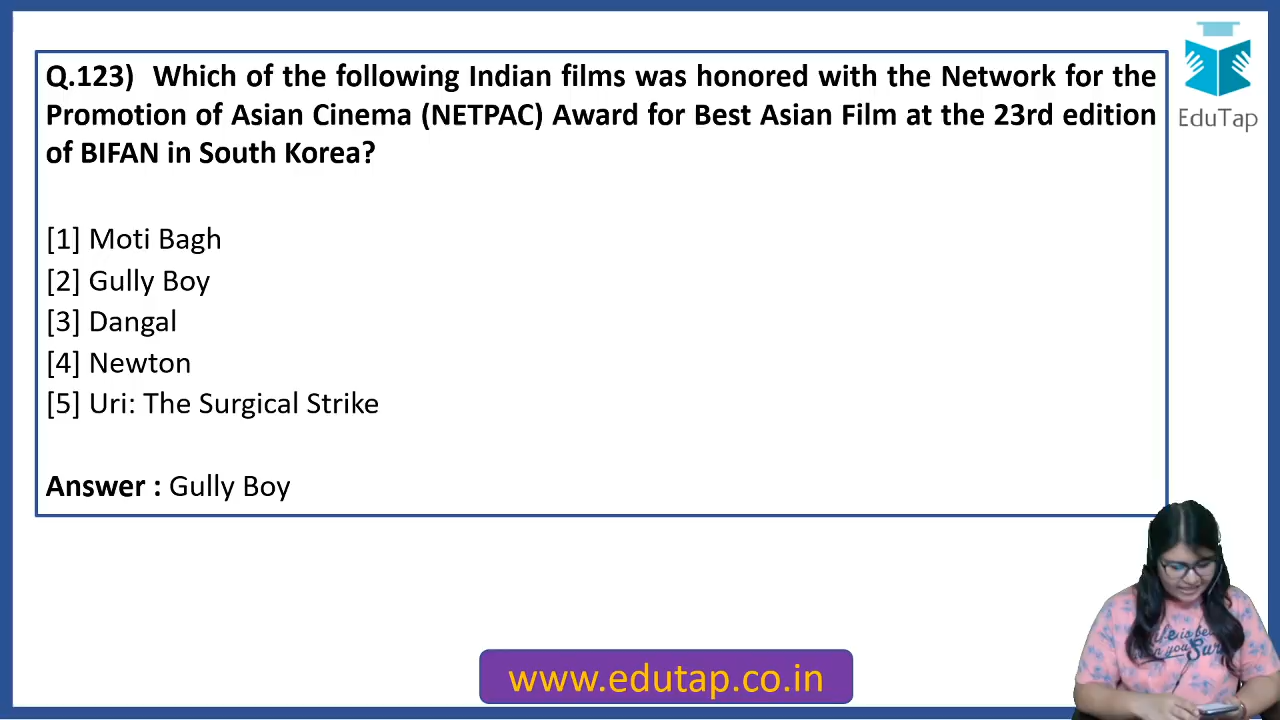 Q.123) Which of the following Indian films was honored with the Network for the
Promotion of Asian Cinema (NETPAC) Award for Best Asian Film at the 23rd edition
of BIFAN in South Korea?
EduTap
[1] Moti Bagh
[2] Gully Boy
[3] Dangal
[4] Newton
[5] Uri: The Surgical Strike
Answer : Gully Boy
www.edutap.co.in